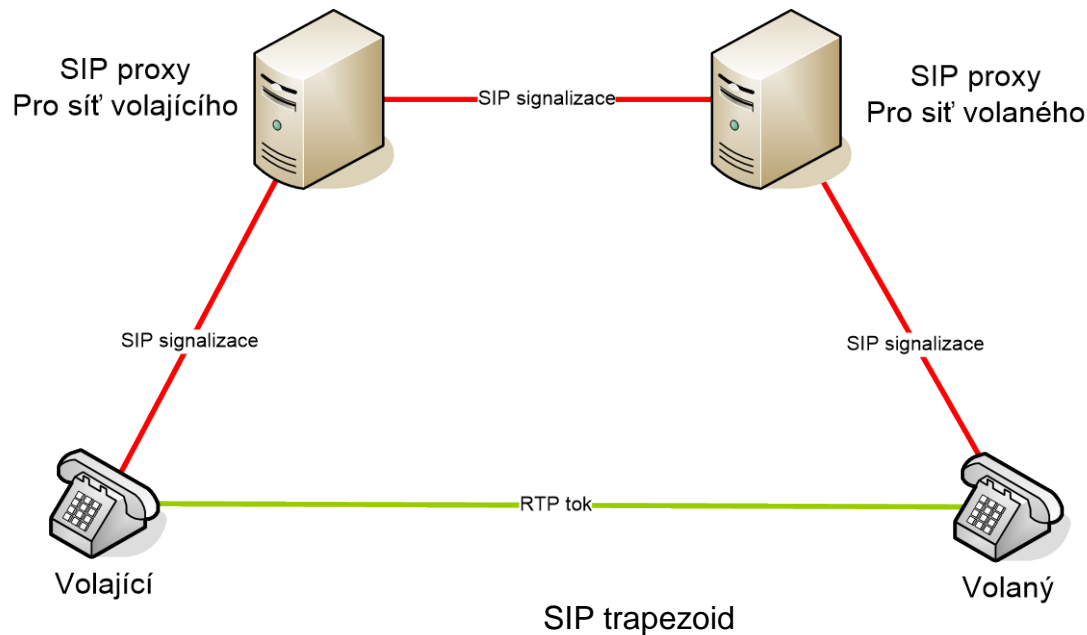 SIP proxy
Pro síť volajícího
SIP signalizace
SIP proxy
Pro siť volaného
SIP signalizace
SIP signalizace
RTP tok
Volající
Volaný
SIP trapezoid